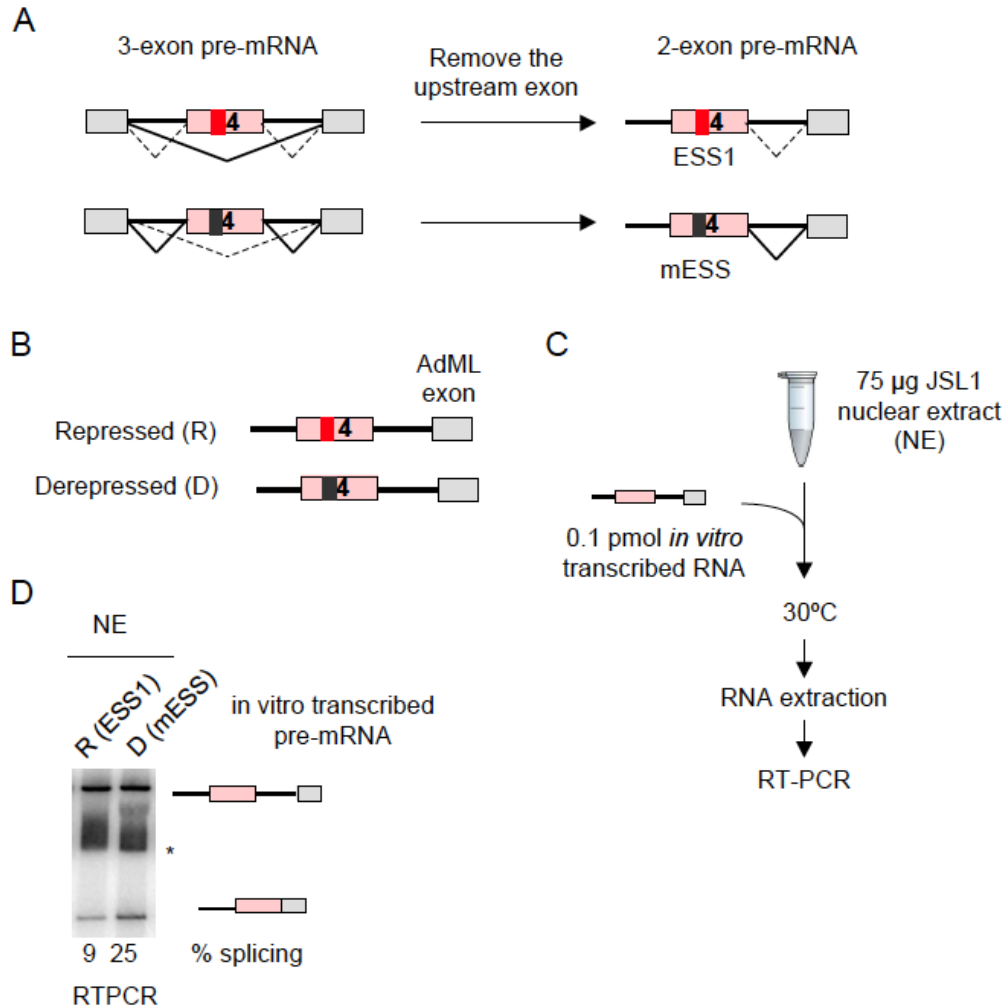 A
3-exon pre-mRNA
Remove the
upstream exon
2-exon pre-mRNA
4
4
ESS1
4
4
mESS
B
AdML
exon
Repressed (R)
4
Derepressed (D)
4
C
75 µg JSL1
nuclear extract
(NE)
0.1 pmol in vitro
transcribed RNA
30ºC
RNA extraction
RT-PCR
D
NE
R (ESS1)
D (mESS)
in vitro transcribed
pre-mRNA
*
9 25 % splicing
RTPCR